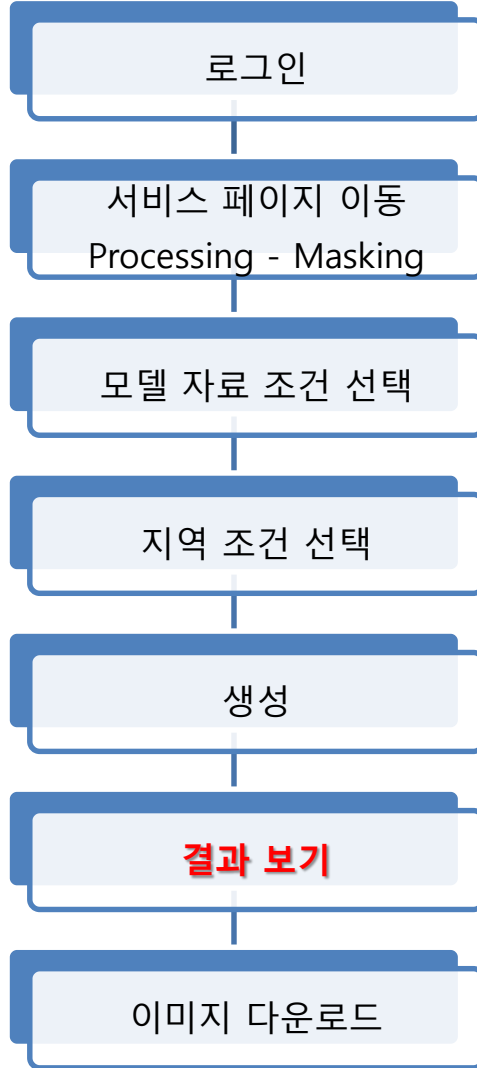 로그인
서비스 페이지 이동
Processing - Masking
모델 자료 조건 선택
지역 조건 선택
생성
결과 보기
이미지 다운로드